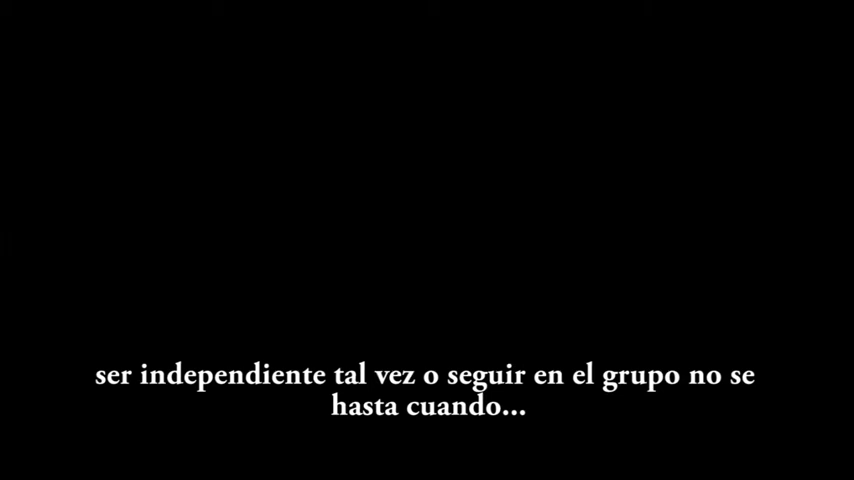 ser independiente tal vez o seguir en el grupo no se
hasta cuando...